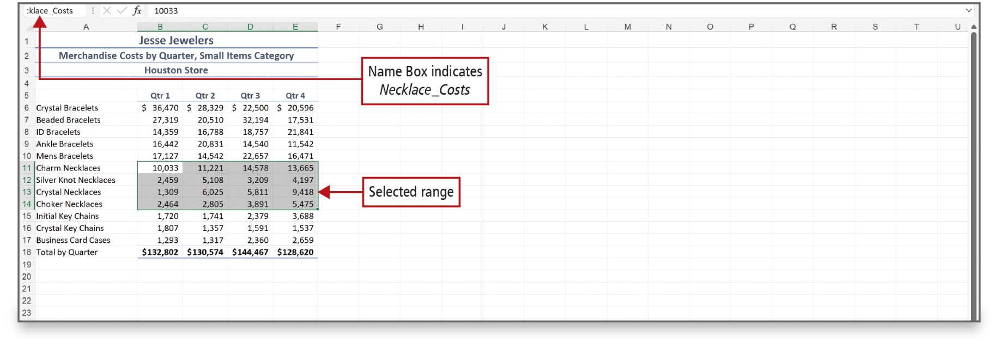 :klace_Costs fx 10033
A B C D E F G H I J K L M N O P Q R S T U
1 Jesse Jewelers
2 Merchandise Costs by Quarter, Small Items Category
3 Houston Store
4
5 Qtr 1 Qtr 2 Qtr 3 Qtr 4
6 Crystal Bracelets $ 36,470 $ 28,329 $ 22,500 $ 20,596
7 Beaded Bracelets 27,319 20,510 32,194 17,531
8 ID Bracelets 14,359 16,788 18,757 21,841
9 Ankle Bracelets 16,442 20,831 14,540 11,542
10 Mens Bracelets 17,127 14,542 22,657 16,471
11 Charm Necklaces 10,033 11,221 14,578 13,665
12 Silver Knot Necklaces 2,459 5,108 3,209 4,197
13 Crystal Necklaces 1,309 6,025 5,811 9,418
14 Choker Necklaces 2,464 2,805 3,891 5,475
15 Initial Key Chains 1,720 1,741 2,379 3,688
16 Crystal Key Chains 1,807 1,357 1,591 1,537
17 Business Card Cases 1,293 1,317 2,360 2,659
18 Total by Quarter $132,802 $130,574 $144,467 $128,620
19
20
21
22
23
Name Box indicates
Necklace_Costs
Selected range